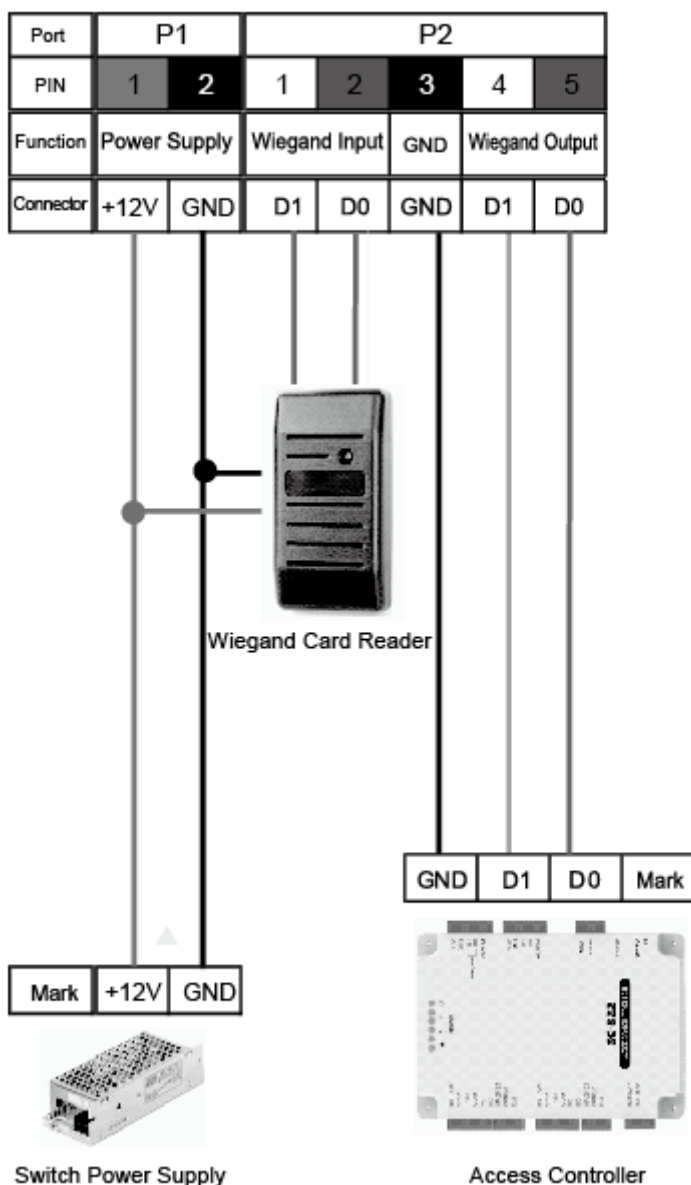 Port P1 P2
PIN 1 2 1 2 3 4 5
Function Power Supply Wiegand Input GND Wiegand Output
Connector +12V GND D1 D0 GND D1 D0
Wiegand Card Reader
GND D1 D0 Mark
Mark +12V GND
Switch Power Supply
Access Controller